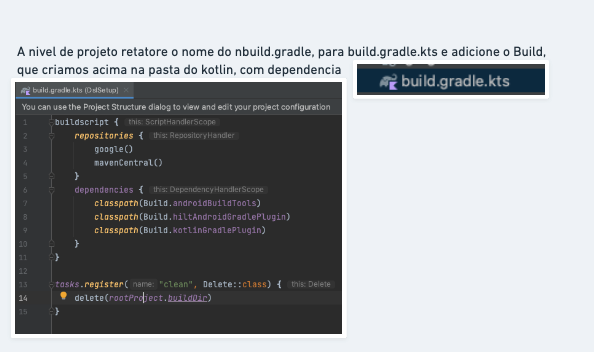 A nivel de projeto retatore o nome do nbuild.gradle, para build.gradle.kts e adicione o Build,
que criamos acima na pasta do kotlin, com dependencia
build.gradle.kts
build.gradle.kts (DslSetup) ×
You can use the Project Structure dialog to view and edit your project configuration
1 buildscript { this: ScriptHandlerScope
2 repositories { this: RepositoryHandler
3 google()
4 mavenCentral()
5 }
6 dependencies { this: DependencyHandlerScope
7 classpath(Build.androidBuildTools)
8 classpath(Build.hiltAndroidGradlePlugin)
9 classpath(Build.kotlinGradlePlugin)
10 }
11 }
12
13 tasks.register( name: "clean", Delete::class) { this: Delete
14 delete(rootProject.buildDir)
15 }